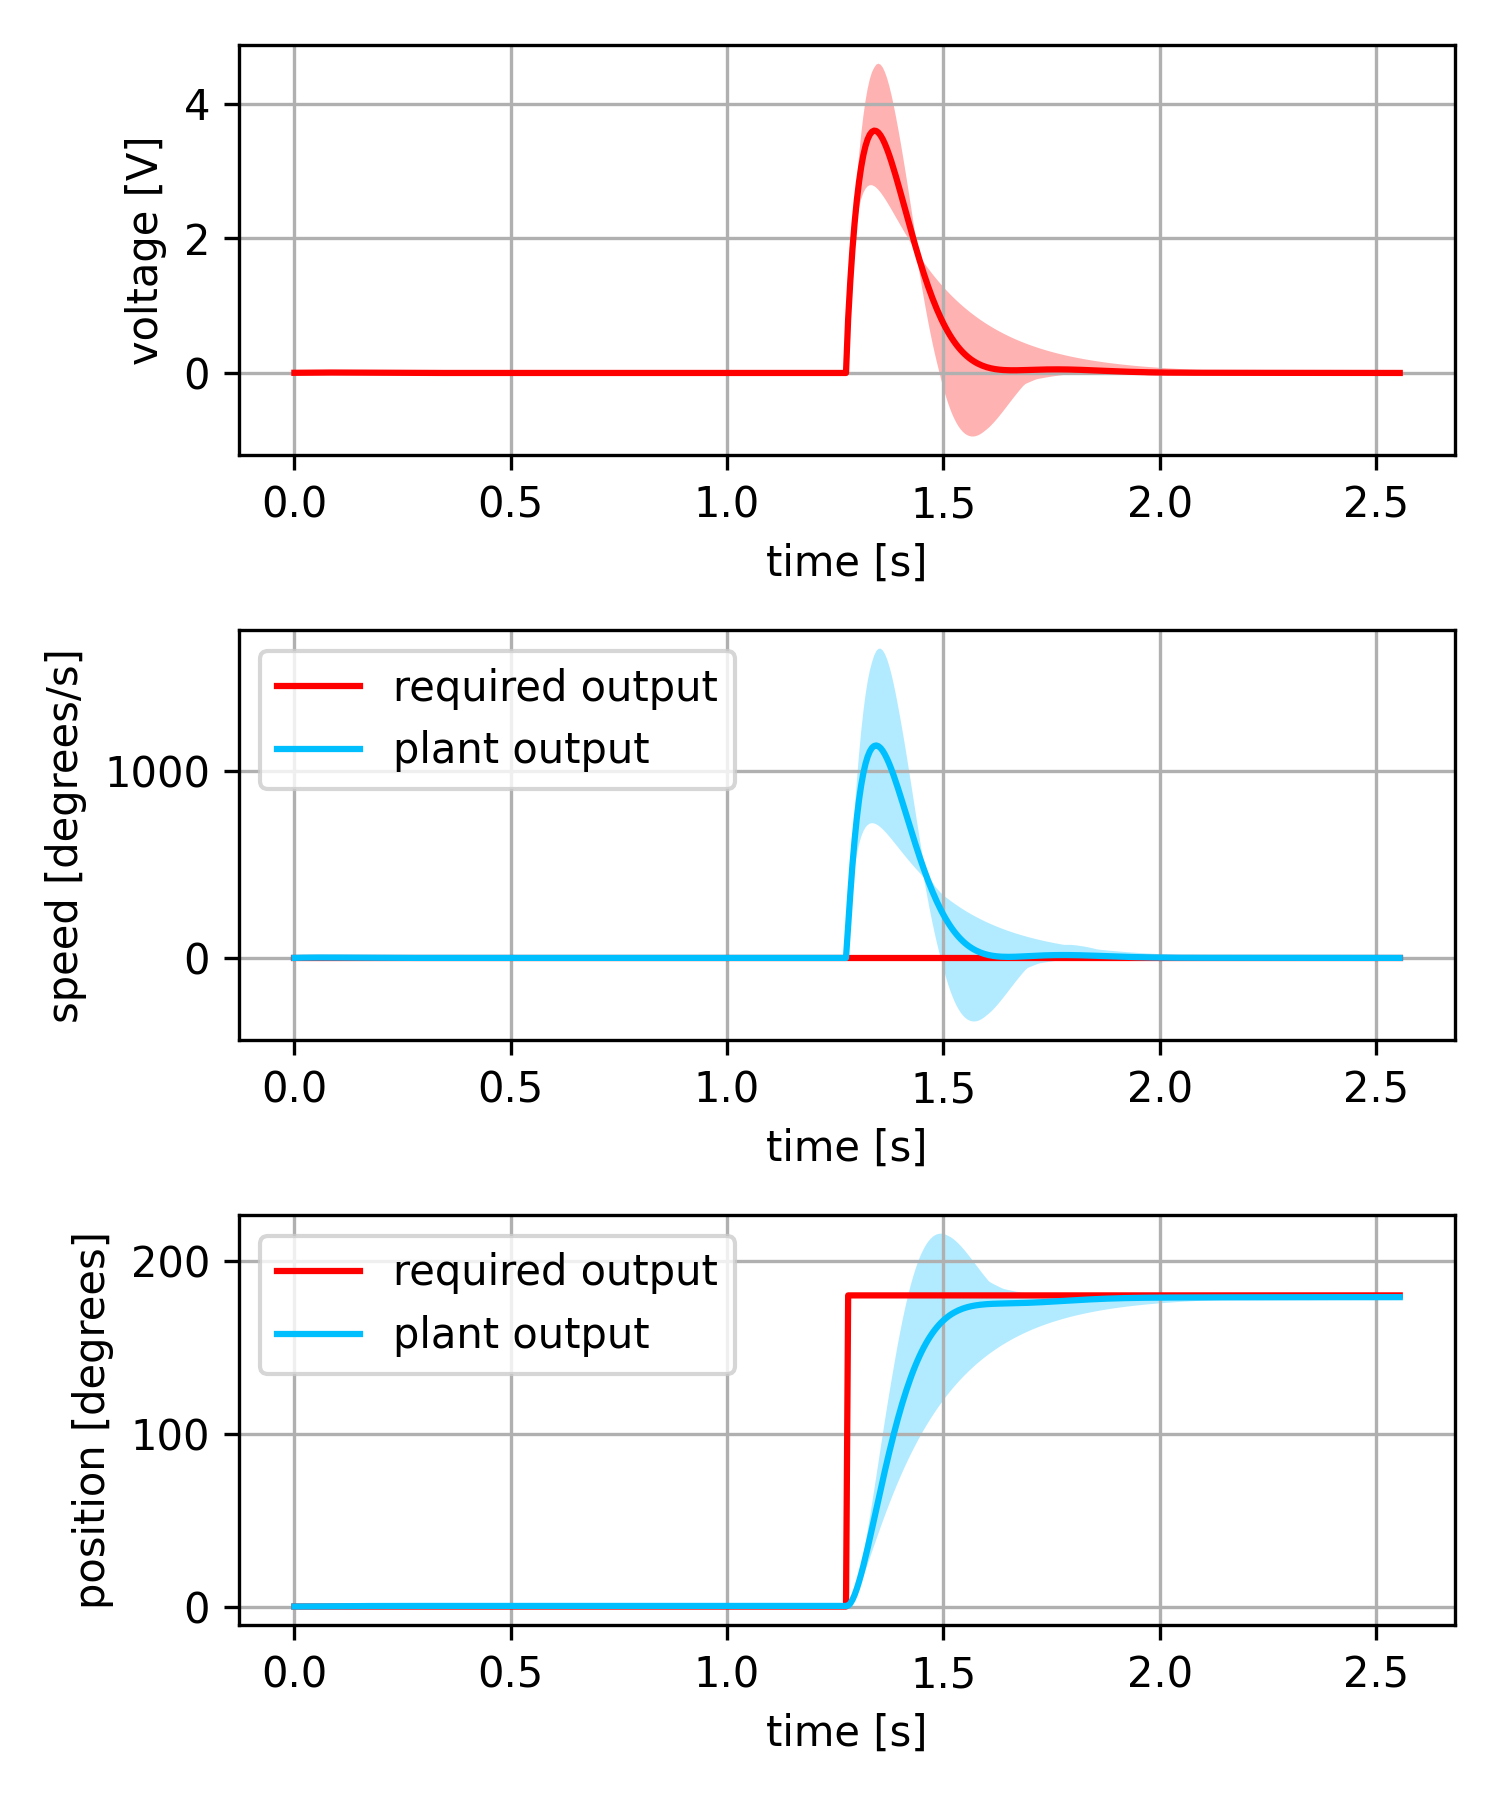 4
2
0
voltage [V]
0.0 0.5 1.0 1.5 2.0 2.5
time [s]
required output
plant output
1000
0
speed [degrees/s]
0.0 0.5 1.0 1.5 2.0 2.5
time [s]
required output
plant output
200
100
0
position [degrees]
0.0 0.5 1.0 1.5 2.0 2.5
time [s]